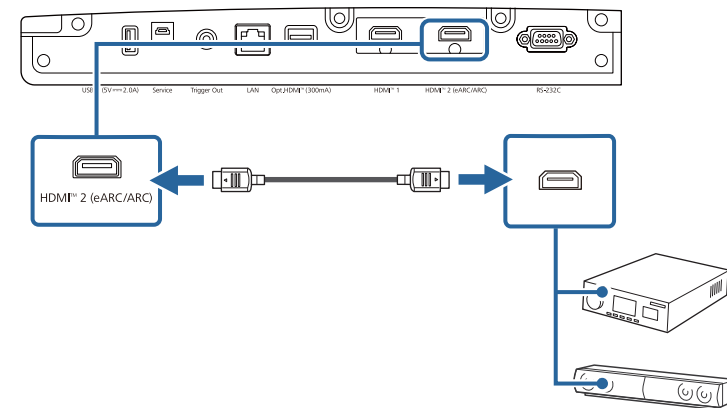 USB-A (5V⎓2.0A) Service Trigger Out LAN Opt.HDMI™ (300mA) HDMI™ 1 HDMI™ 2 (eARC/ARC) RS-232C
HDMI™ 2 (eARC/ARC)